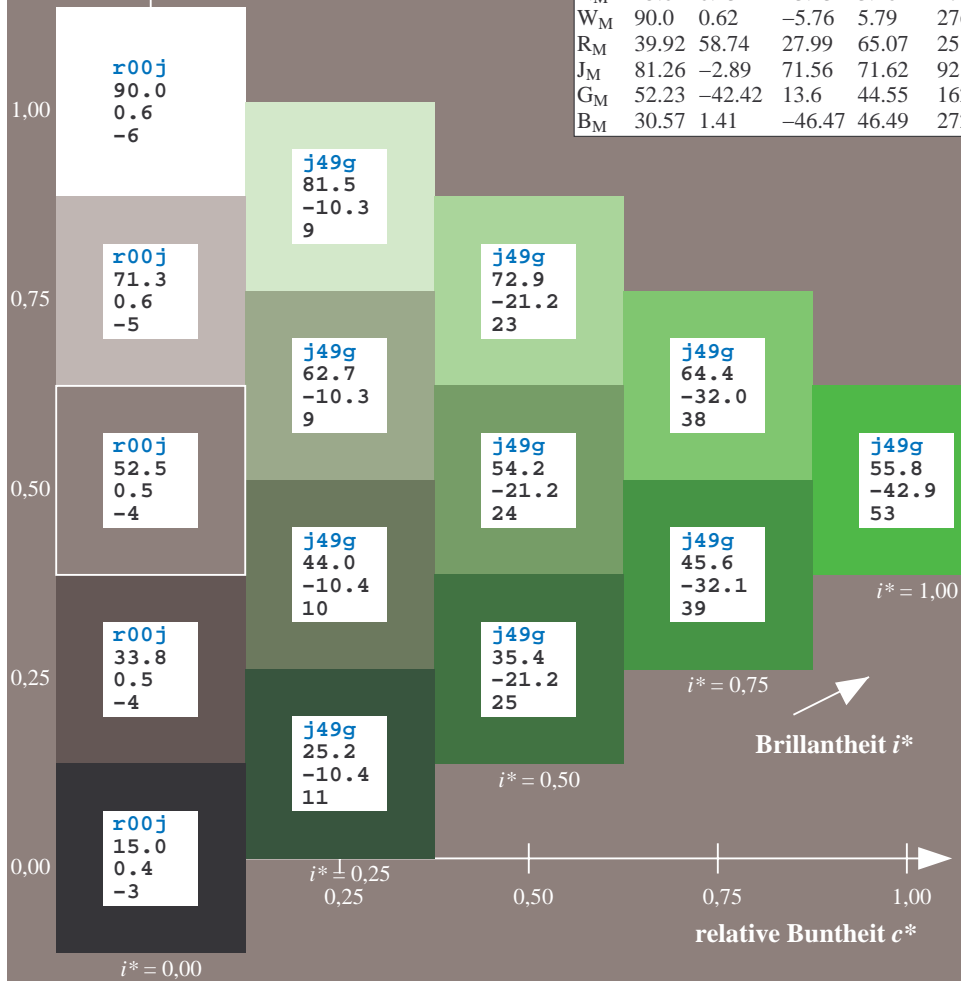 W_M 90.0 0.62 −5.76 5.79
R_M 39.92 58.74 27.99 65.07
J_M 81.26 −2.89 71.56 71.62
G_M 52.23 −42.42 13.6 44.55
B_M 30.57 1.41 −46.47 46.49
1,00
0,75
0,50
0,25
0,00
r00j
90.0
0.6
−6
r00j
71.3
0.6
−5
r00j
52.5
0.5
−4
r00j
33.8
0.5
−4
r00j
15.0
0.4
−3
i* = 0,00
j49g
81.5
−10.3
9
j49g
62.7
−10.3
9
j49g
44.0
−10.4
10
j49g
25.2
−10.4
11
i* = 0,25
j49g
72.9
−21.2
23
j49g
54.2
−21.2
24
j49g
35.4
−21.2
25
i* = 0,50
j49g
64.4
−32.0
38
j49g
45.6
−32.1
39
i* = 0,75
j49g
55.8
−42.9
53
i* = 1,00
Brillantheit i*
0,25 0,50 0,75 1,00
relative Buntheit c*